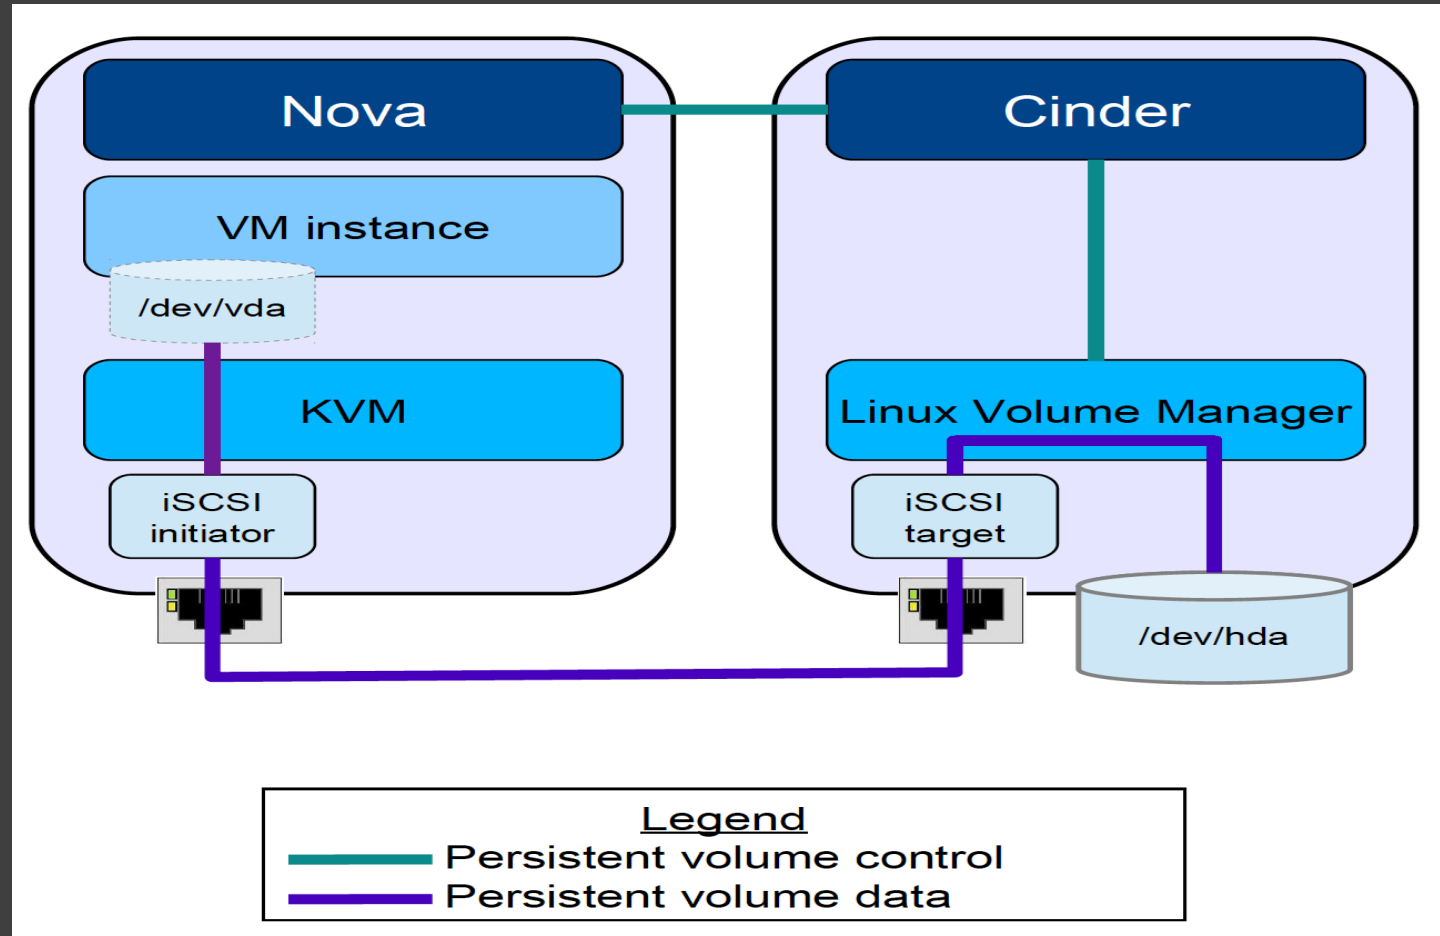 Nova
VM instance
/dev/vda
KVM
iSCSI
initiator
Cinder
Linux Volume Manager
iSCSI
target
/dev/hda
Legend
Persistent volume control
Persistent volume data